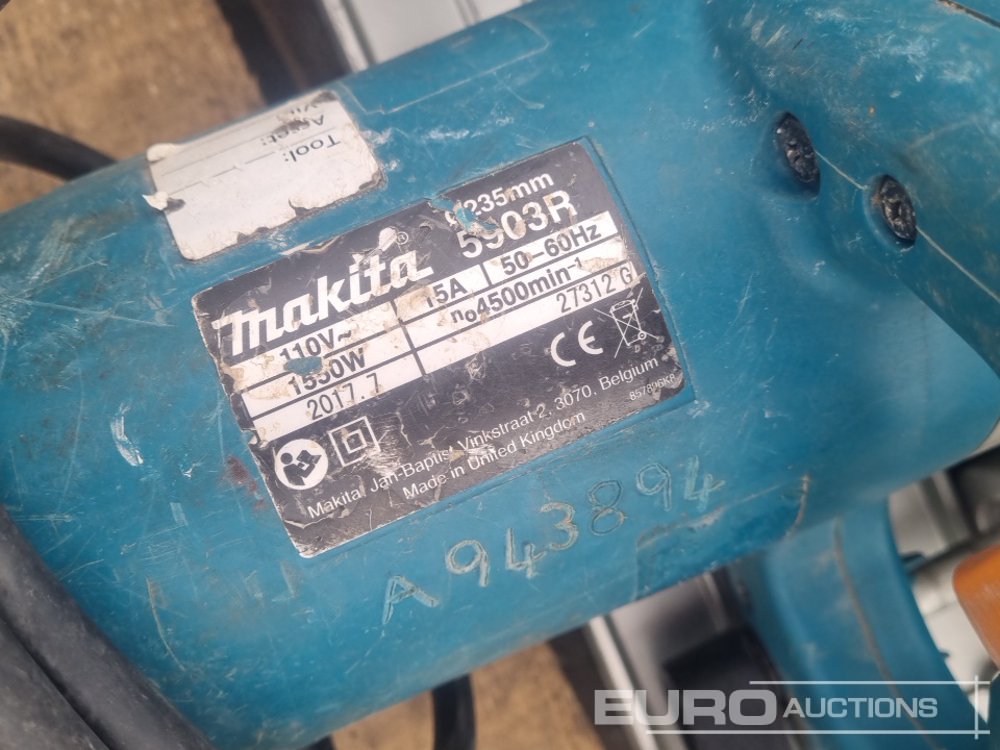 Tool:
Asset:
235mm
5903R
makita
110V~ 15A 50-60Hz
1550W n₀4500min⁻¹
2017.7 27312 G
CE
Makita Jan-Baptist Vinkstraat 2, 3070, Belgium
Made in United Kingdom
A943894
EURO AUCTIONS